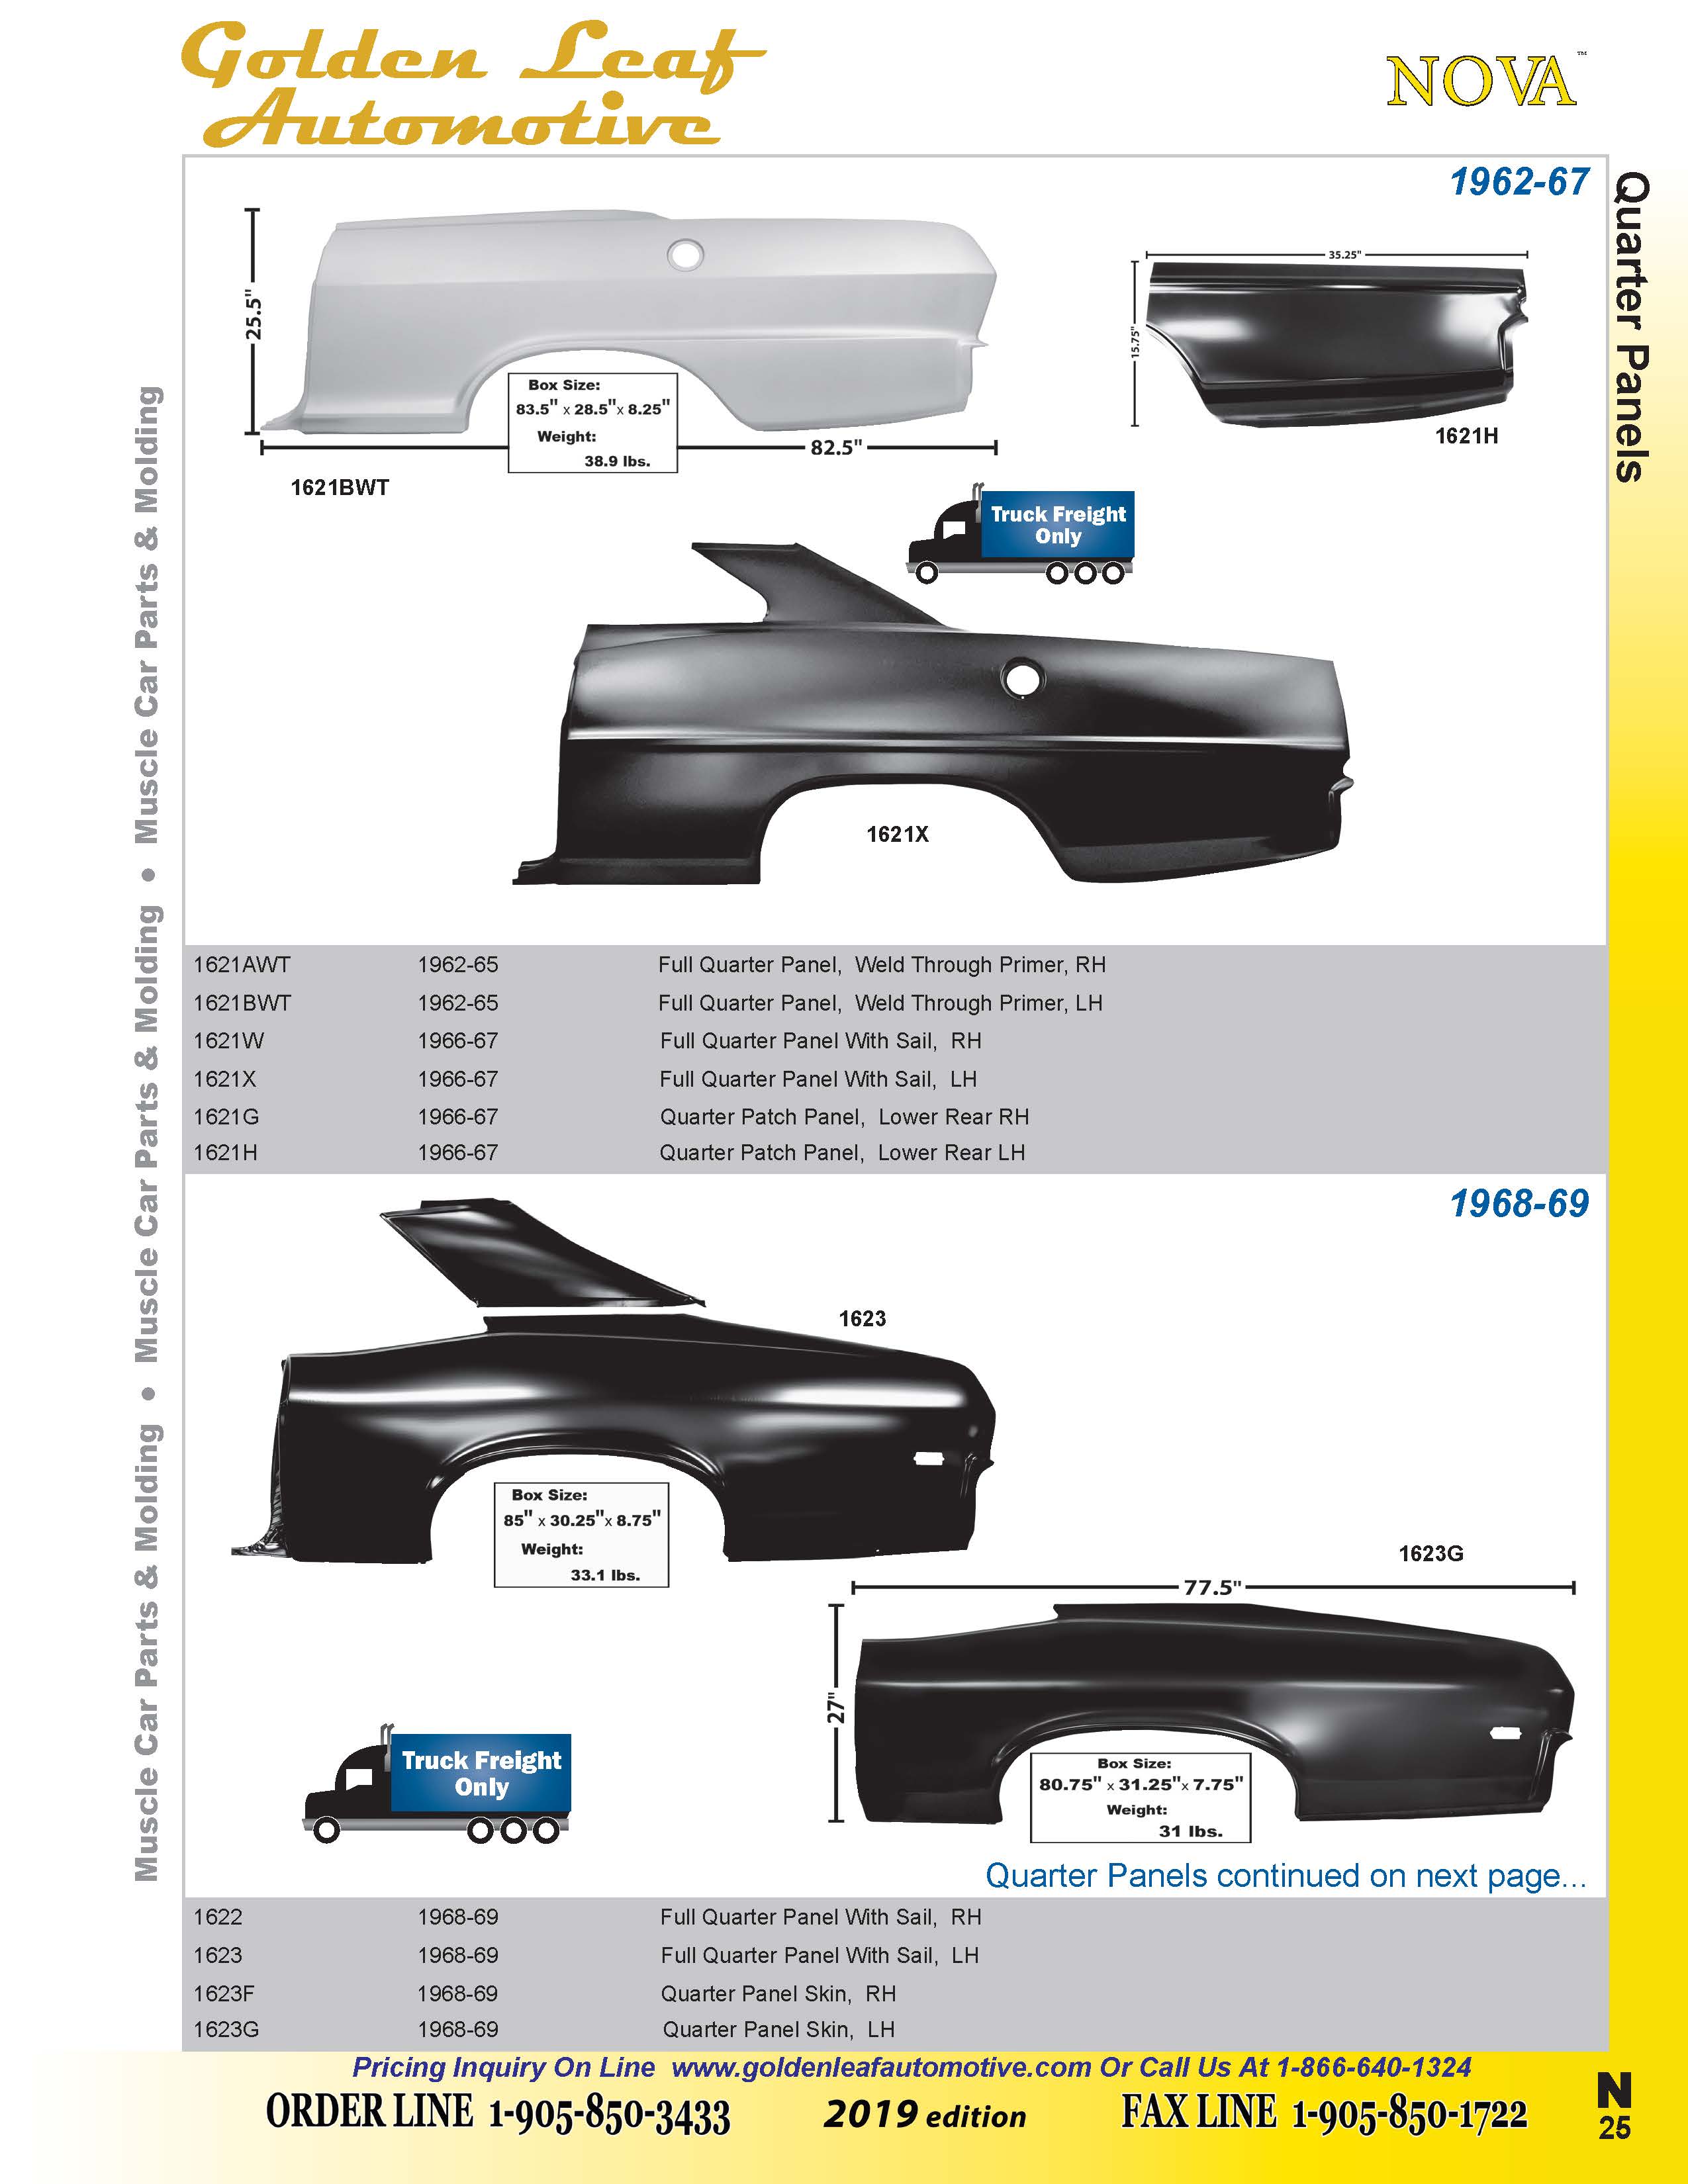 Golden Leaf
Automotive
NOVA™
1962-67
Quarter Panels
25.5"
82.5"
Box Size:
83.5" x 28.5"x 8.25"
Weight:
38.9 lbs.
1621BWT
35.25"
15.75"
1621H
Truck Freight
Only
1621X
1621AWT 1962-65 Full Quarter Panel, Weld Through Primer, RH
1621BWT 1962-65 Full Quarter Panel, Weld Through Primer, LH
1621W 1966-67 Full Quarter Panel With Sail, RH
1621X 1966-67 Full Quarter Panel With Sail, LH
1621G 1966-67 Quarter Patch Panel, Lower Rear RH
1621H 1966-67 Quarter Patch Panel, Lower Rear LH
1968-69
1623
Box Size:
85" x 30.25"x 8.75"
Weight:
33.1 lbs.
1623G
77.5"
27"
Box Size:
80.75" x 31.25"x 7.75"
Weight:
31 lbs.
Truck Freight
Only
Quarter Panels continued on next page...
1622 1968-69 Full Quarter Panel With Sail, RH
1623 1968-69 Full Quarter Panel With Sail, LH
1623F 1968-69 Quarter Panel Skin, RH
1623G 1968-69 Quarter Panel Skin, LH
Muscle Car Parts & Molding • Muscle Car Parts & Molding • Muscle Car Parts & Molding
Pricing Inquiry On Line www.goldenleafautomotive.com Or Call Us At 1-866-640-1324
ORDER LINE 1-905-850-3433 2019 edition FAX LINE 1-905-850-1722
N
25